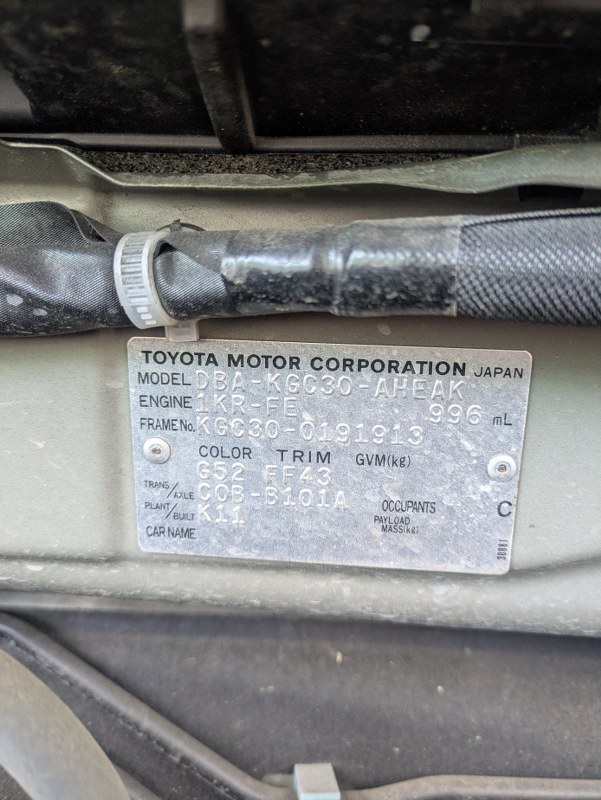 TOYOTA MOTOR CORPORATION JAPAN
MODEL DBA-KGC30-AHEAK
ENGINE 1KR-FE 996 mL
FRAME No. KGC30-0191913
COLOR TRIM GVM(kg)
G52 FF43
TRANS/AXLE C0B-B101A OCCUPANTS C
PLANT/BUILT K11 PAYLOAD MASS(kg)
CAR NAME
30881